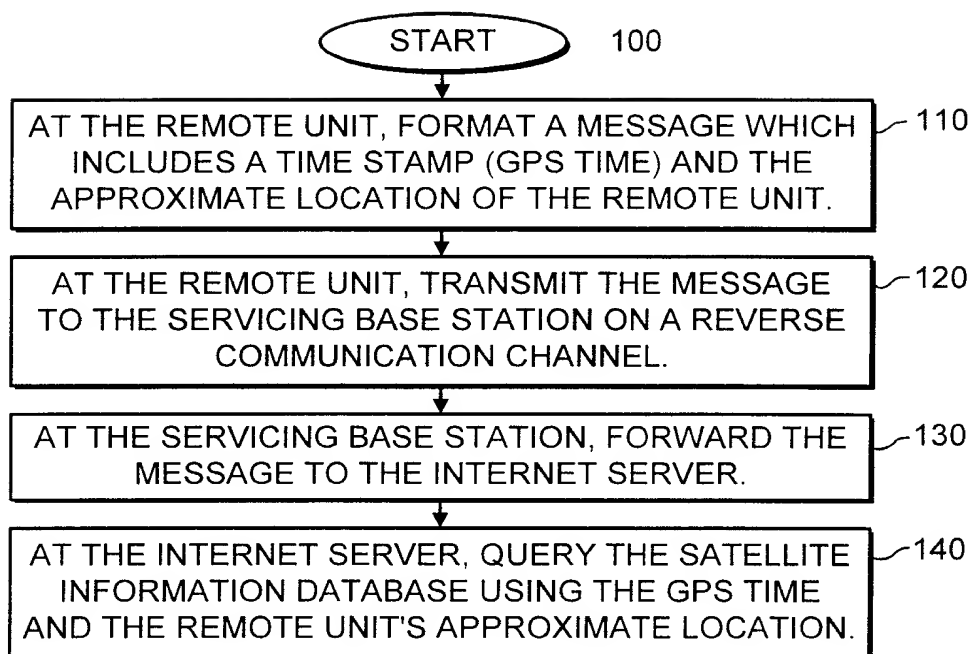 START 100
AT THE REMOTE UNIT, FORMAT A MESSAGE WHICH 110
INCLUDES A TIME STAMP (GPS TIME) AND THE
APPROXIMATE LOCATION OF THE REMOTE UNIT.
AT THE REMOTE UNIT, TRANSMIT THE MESSAGE 120
TO THE SERVICING BASE STATION ON A REVERSE
COMMUNICATION CHANNEL.
AT THE SERVICING BASE STATION, FORWARD THE 130
MESSAGE TO THE INTERNET SERVER.
AT THE INTERNET SERVER, QUERY THE SATELLITE 140
INFORMATION DATABASE USING THE GPS TIME
AND THE REMOTE UNIT'S APPROXIMATE LOCATION.